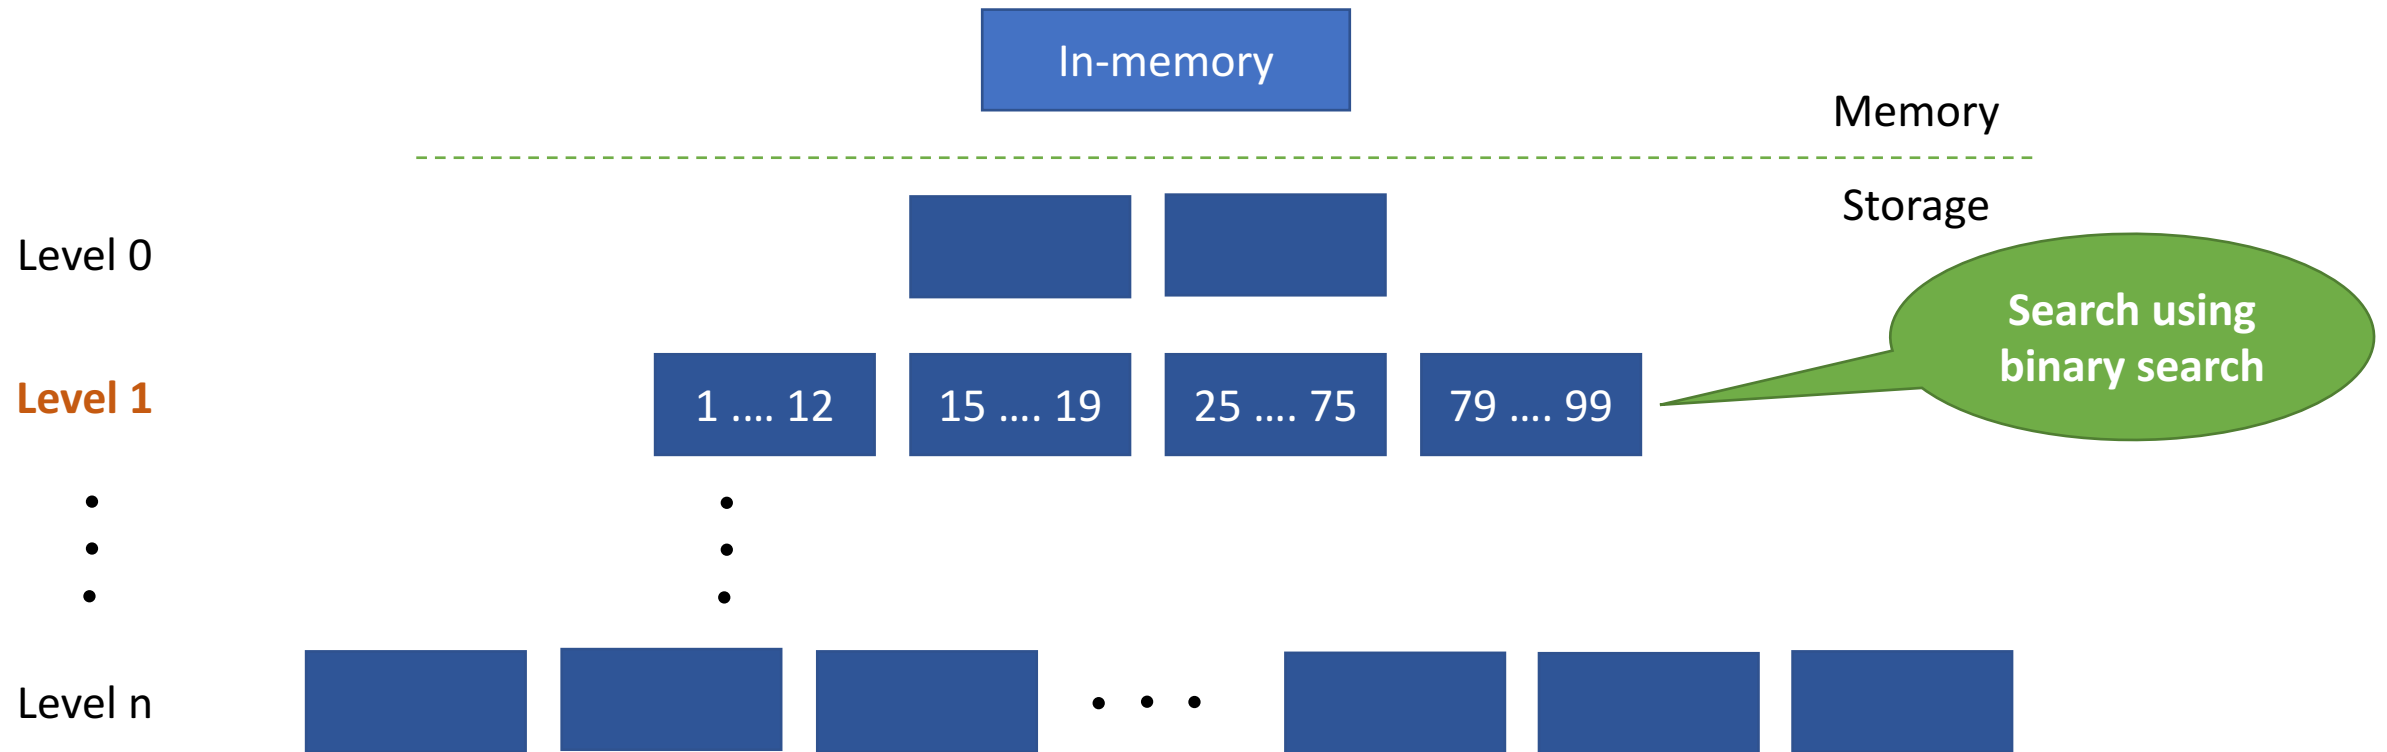 In-memory
Memory
Storage
Level 0
Search using
binary search
Level 1
1 .... 12
15 .... 19
25 .... 75
79 .... 99
Level n